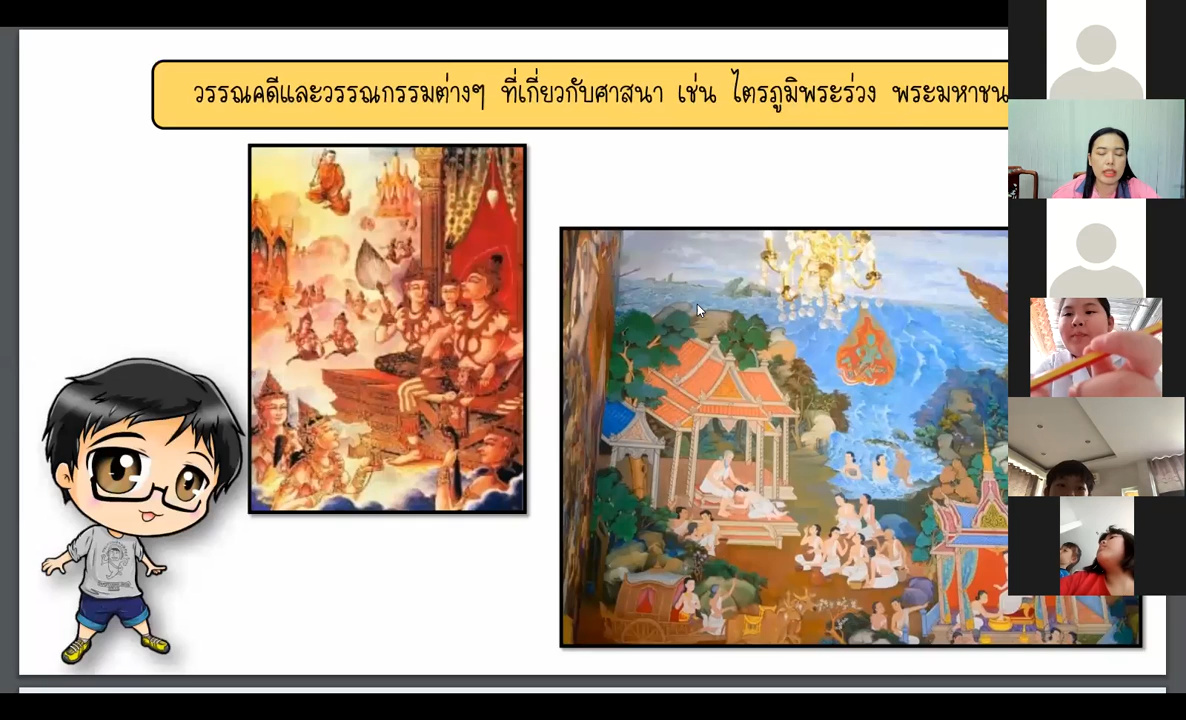 วรรณคดีและวรรณกรรมต่างๆ ที่เกี่ยวกับศาสนา เช่น ไตรภูมิพระร่วง พระมหาชน